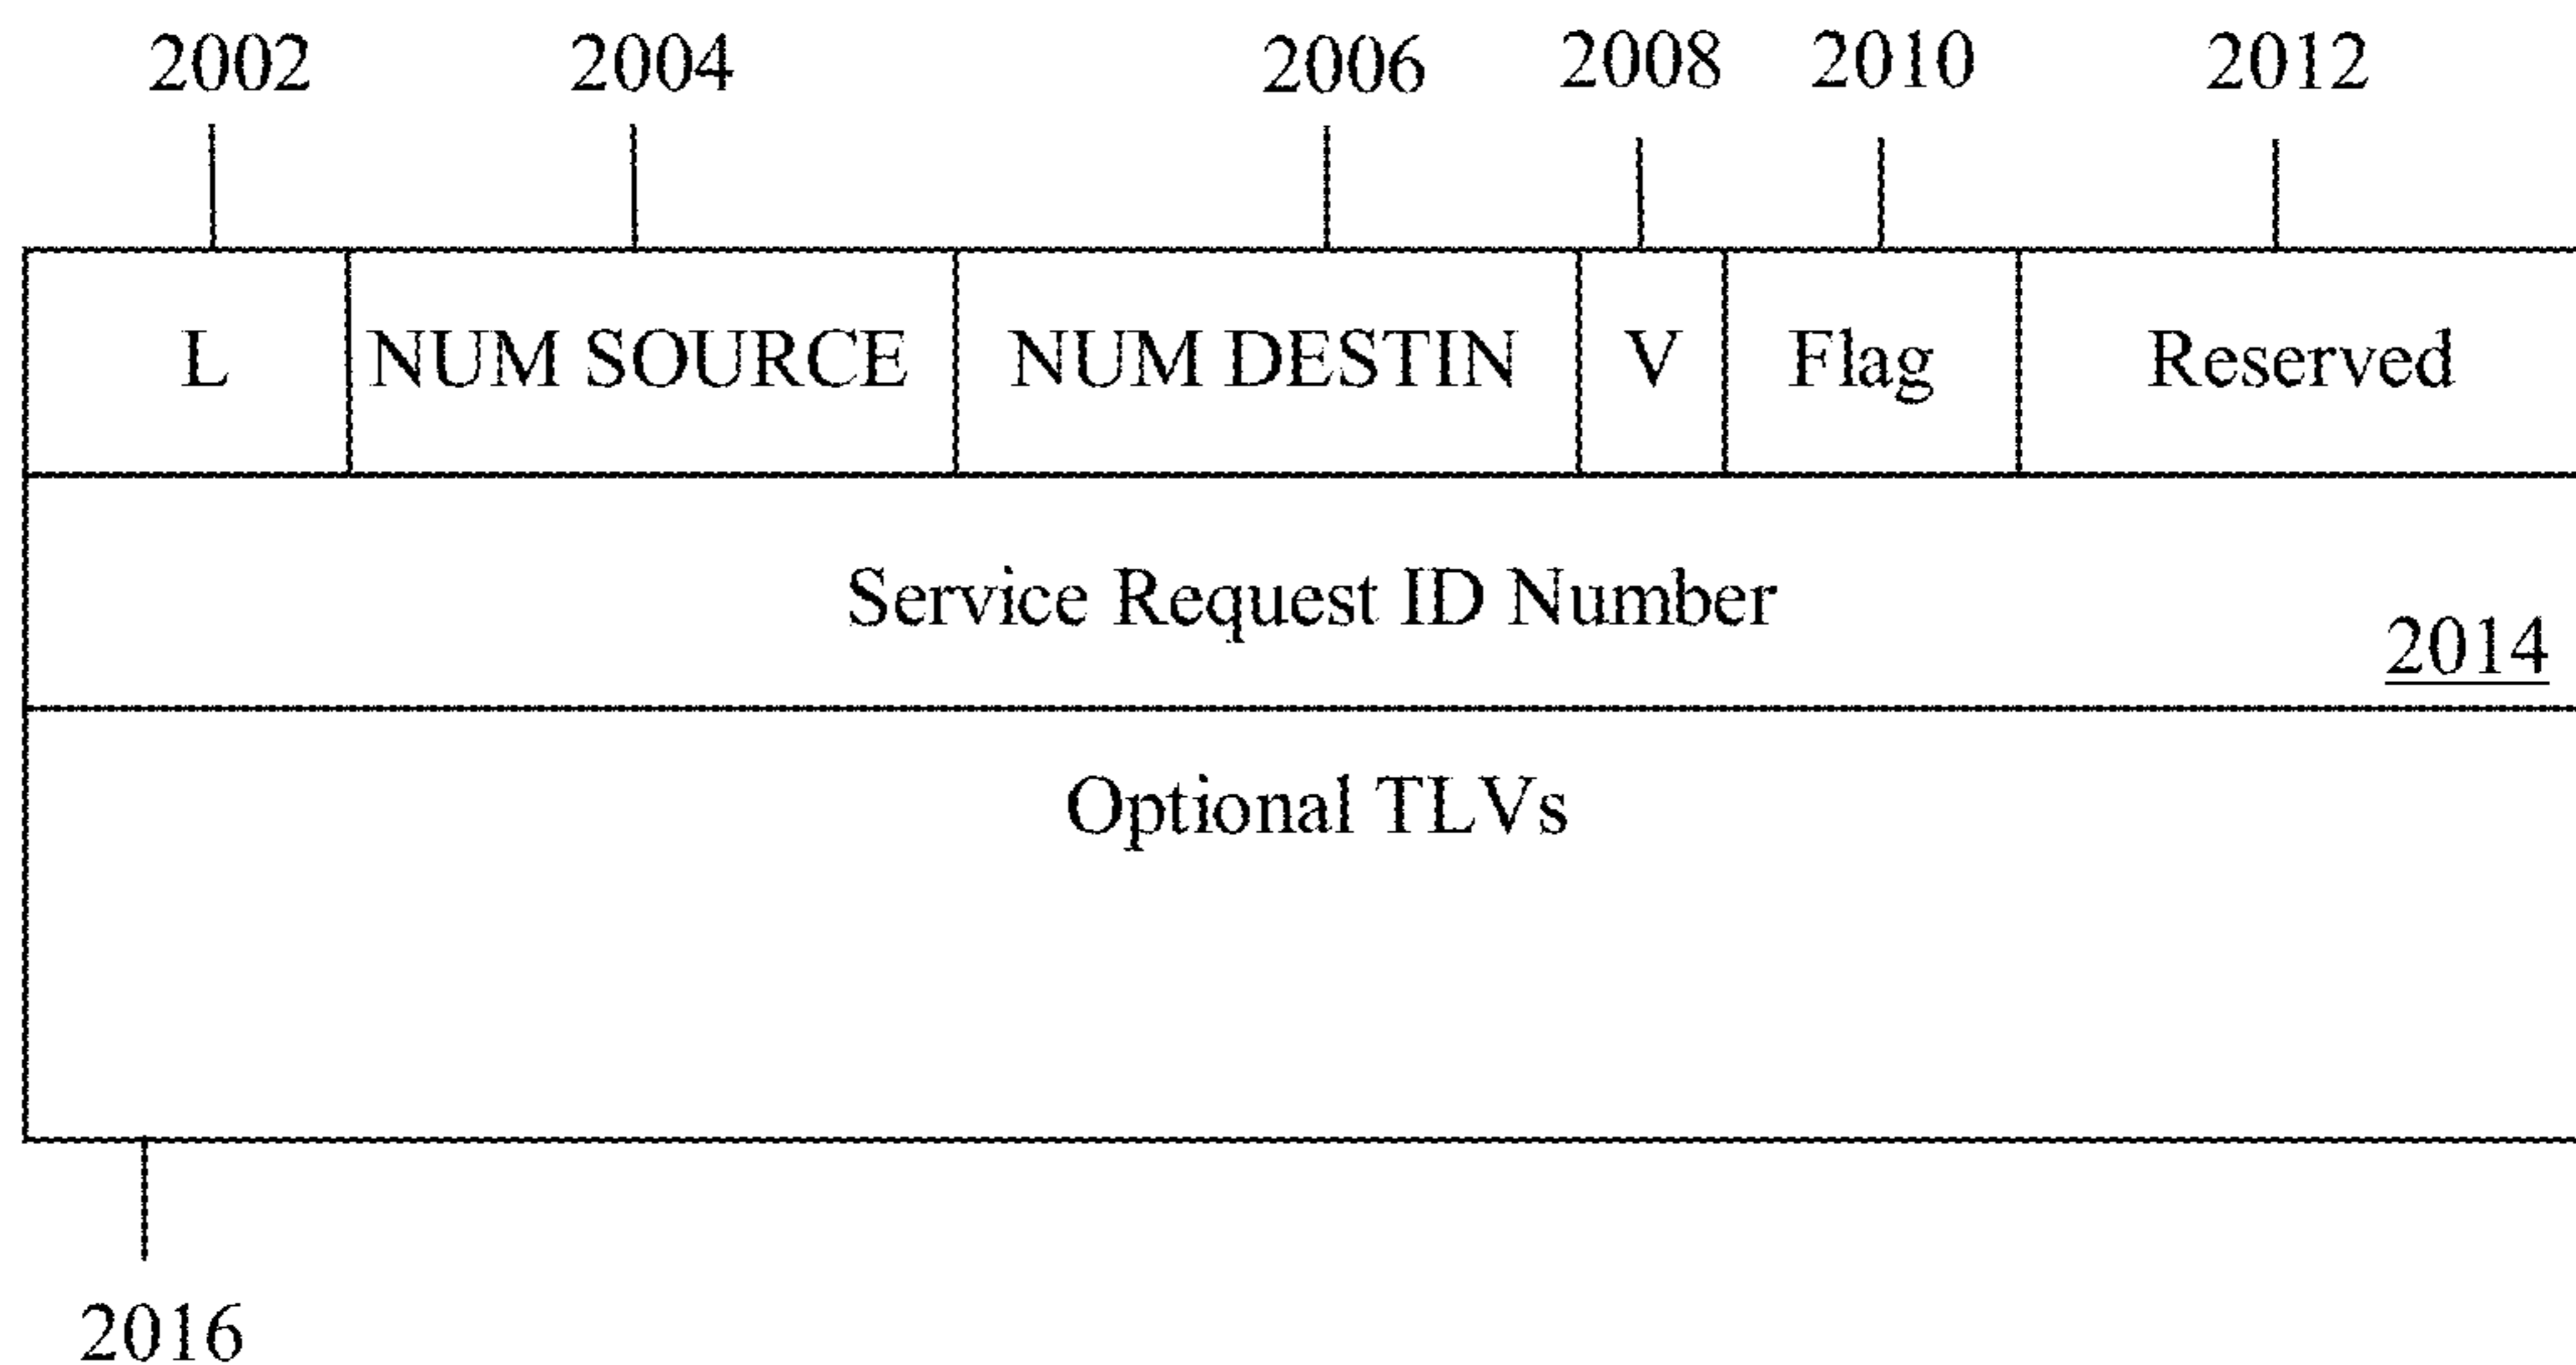 2002 2004 2006 2008 2010 2012
L NUM SOURCE NUM DESTIN V Flag Reserved
Service Request ID Number
2014
Optional TLVs
2016